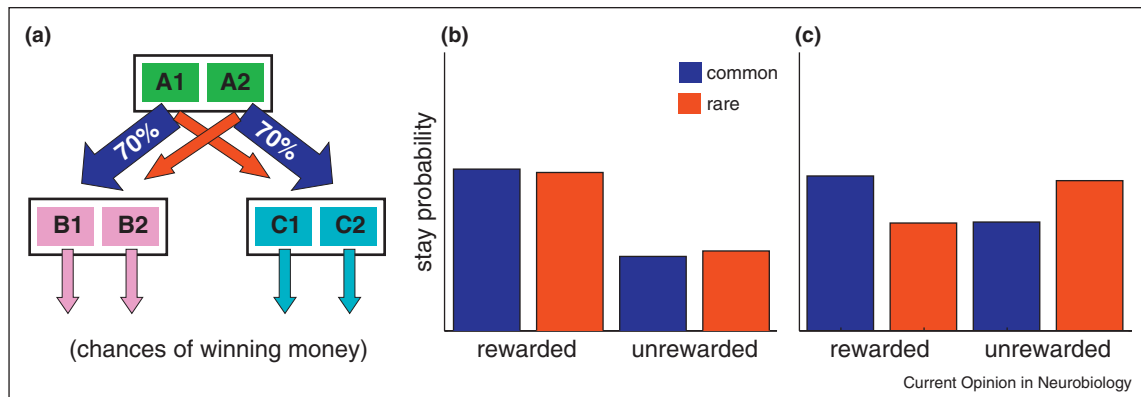 (a)
A1 A2
70% 70%
B1 B2 C1 C2
(chances of winning money)
(b)
stay probability
common
rare
rewarded unrewarded
(c)
rewarded unrewarded
Current Opinion in Neurobiology